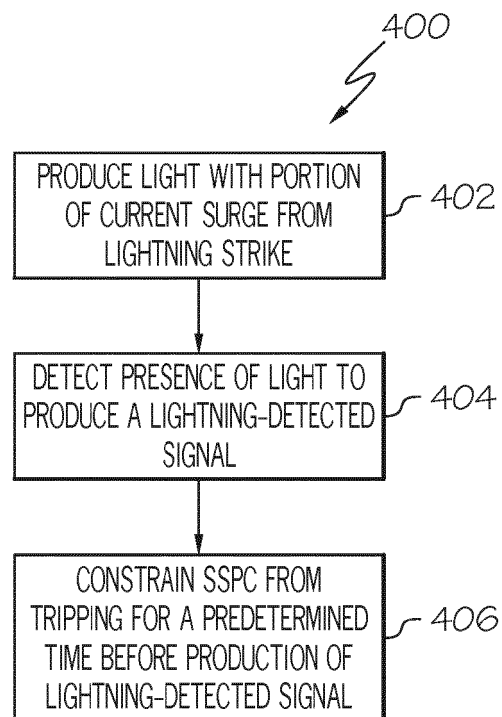 400
PRODUCE LIGHT WITH PORTION
OF CURRENT SURGE FROM
LIGHTNING STRIKE
402
DETECT PRESENCE OF LIGHT TO
PRODUCE A LIGHTNING-DETECTED
SIGNAL
404
CONSTRAIN SSPC FROM
TRIPPING FOR A PREDETERMINED
TIME BEFORE PRODUCTION OF
LIGHTNING-DETECTED SIGNAL
406